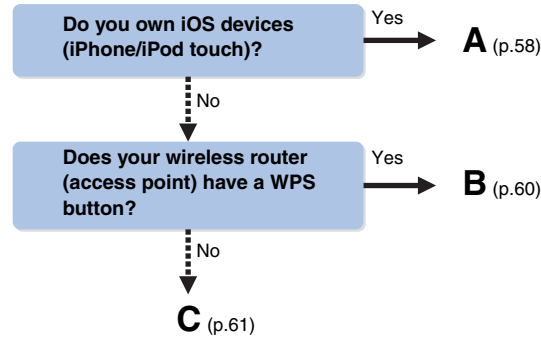 Do you own iOS devices
(iPhone/iPod touch)?
Yes
A (p.58)
No
Does your wireless router
(access point) have a WPS
button?
Yes
B (p.60)
No
C (p.61)